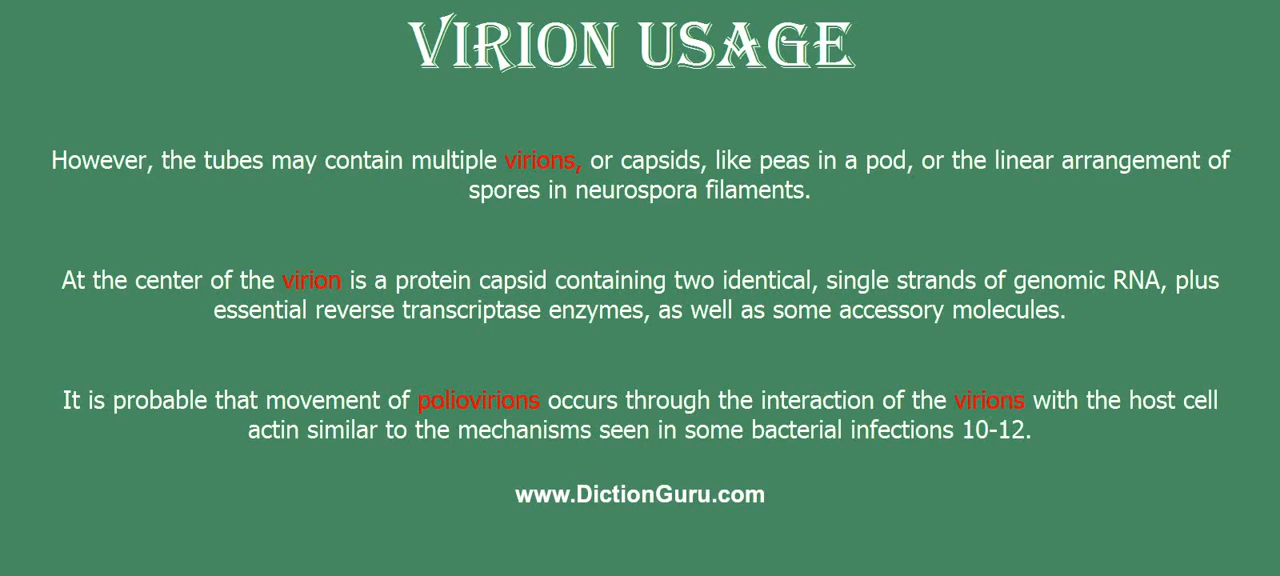 VIRION USAGE
However, the tubes may contain multiple virions, or capsids, like peas in a pod, or the linear arrangement of
spores in neurospora filaments.
At the center of the virion is a protein capsid containing two identical, single strands of genomic RNA, plus
essential reverse transcriptase enzymes, as well as some accessory molecules.
It is probable that movement of poliovirions occurs through the interaction of the virions with the host cell
actin similar to the mechanisms seen in some bacterial infections 10-12.
www.DictionGuru.com